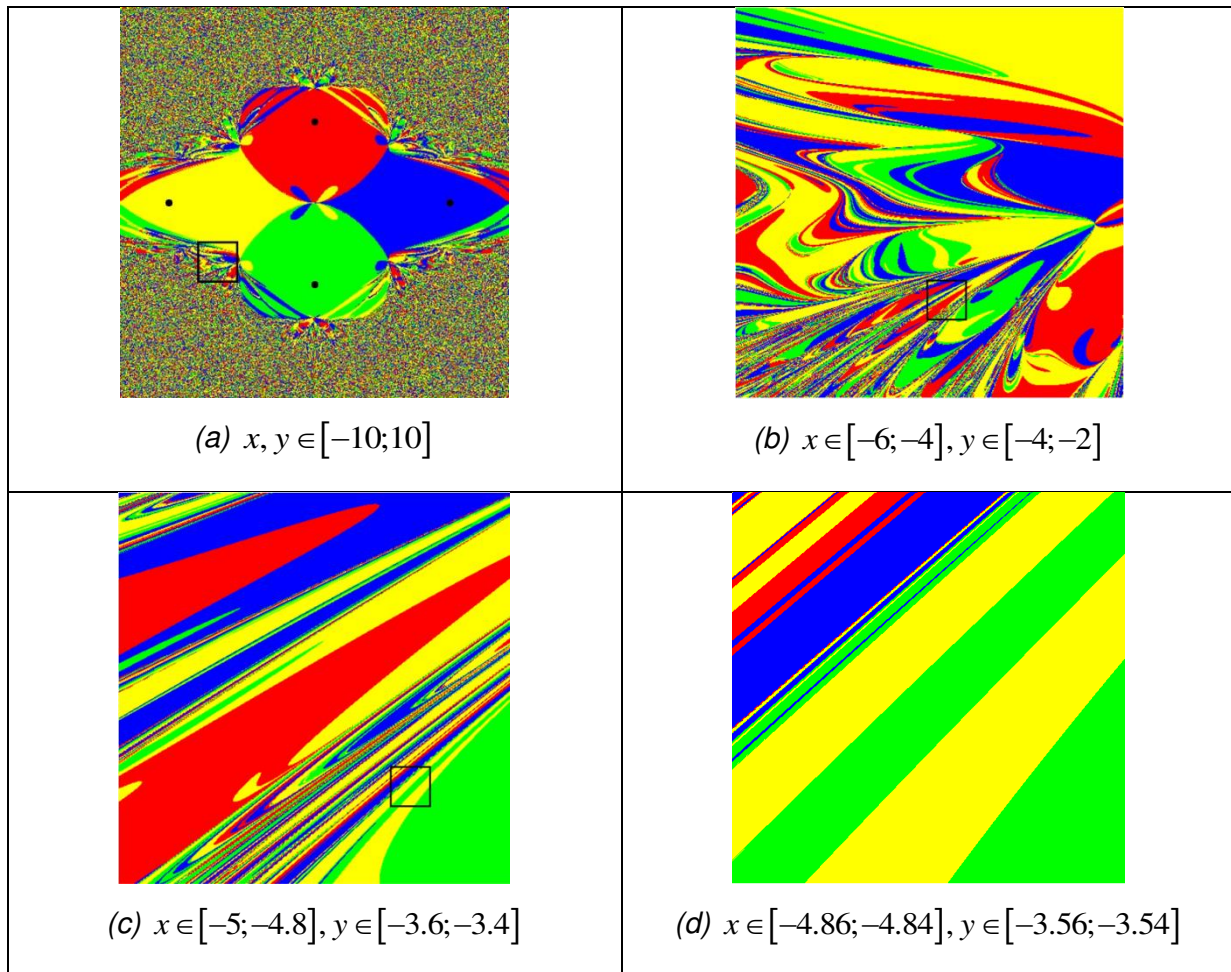 (a) x, y ∈ [−10;10]
(b) x ∈ [−6;−4], y ∈ [−4;−2]
(c) x ∈ [−5;−4.8], y ∈ [−3.6;−3.4]
(d) x ∈ [−4.86;−4.84], y ∈ [−3.56;−3.54]